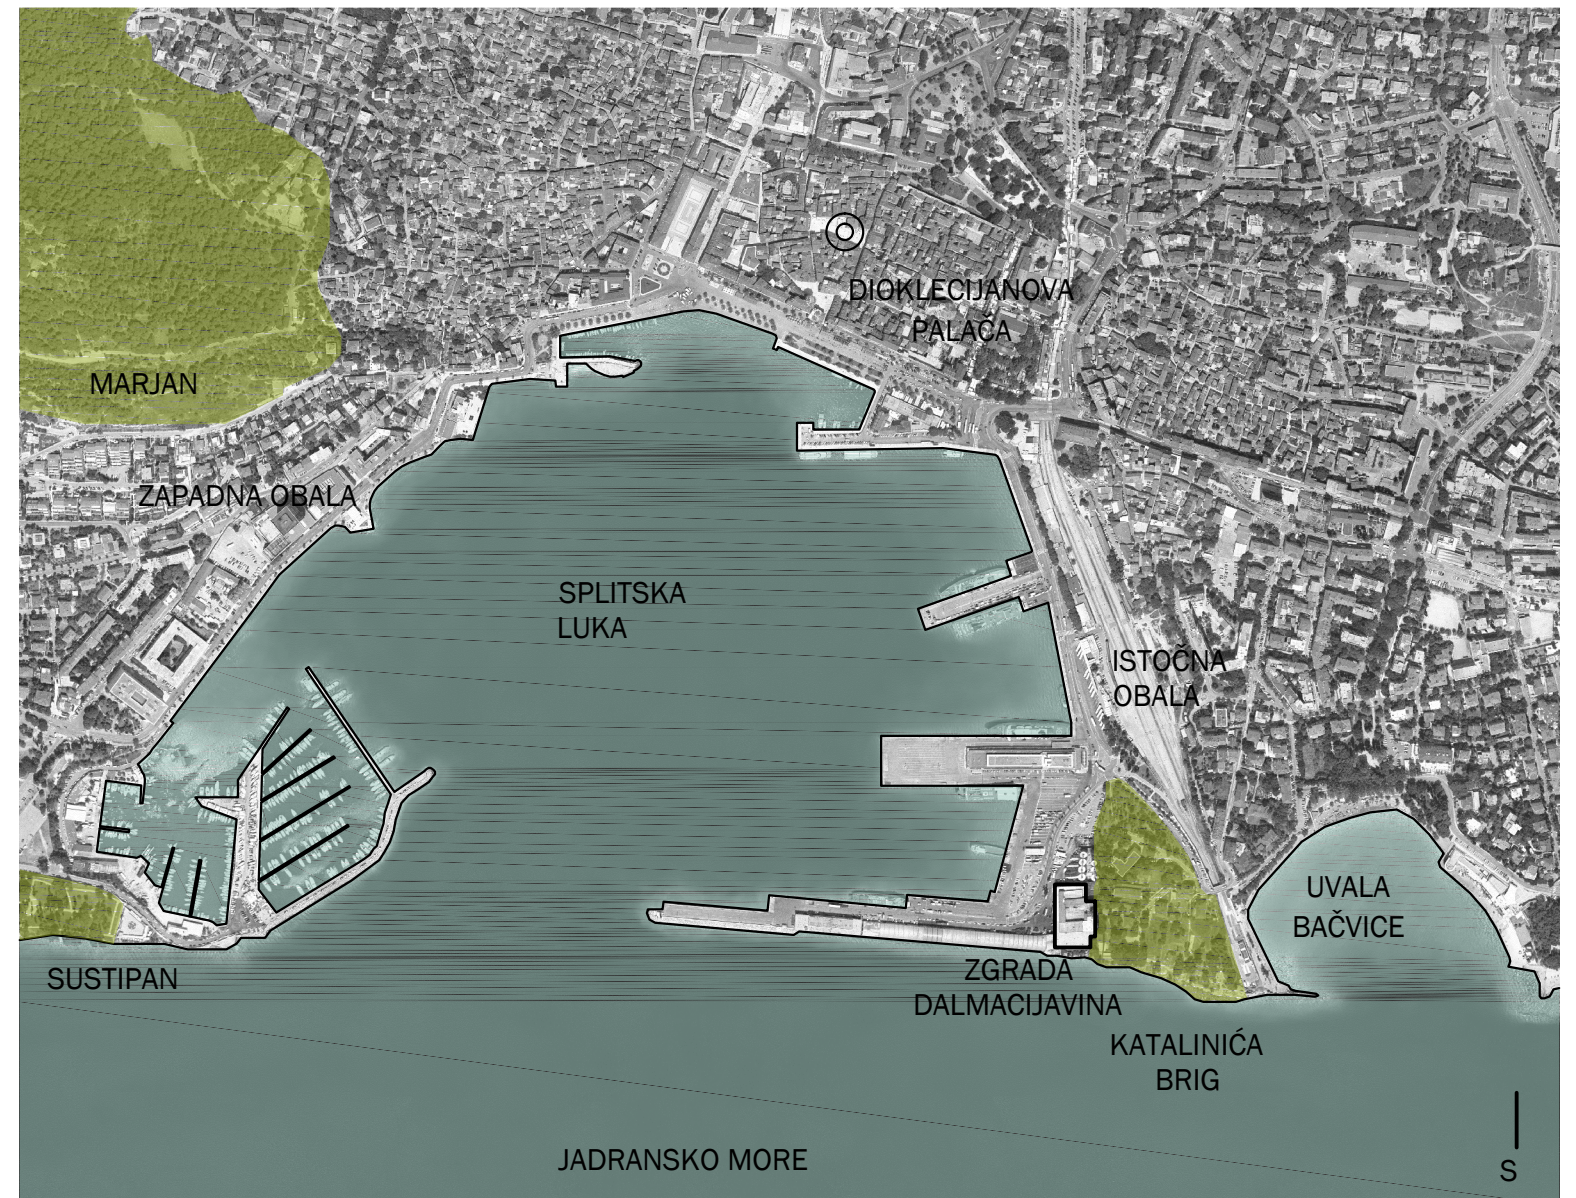 DIOKLECIJANOVA
PALAČA
MARJAN
ZAPADNA OBALA
SPLITSKA
LUKA
ISTOČNA
OBALA
UVALA
BAČVICE
SUSTIPAN
ZGRADA
DALMACIJAVINA
KATALINIĆA
BRIG
JADRANSKO MORE
S